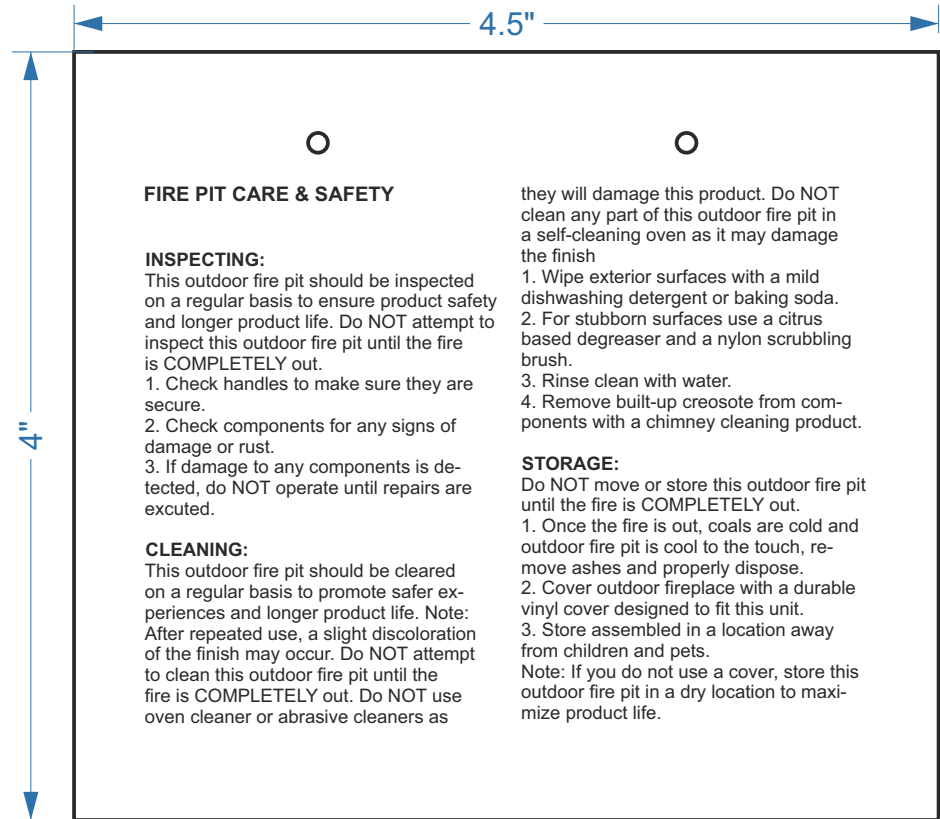 4.5"
4"
FIRE PIT CARE & SAFETY
INSPECTING:
This outdoor fire pit should be inspected
on a regular basis to ensure product safety
and longer product life. Do NOT attempt to
inspect this outdoor fire pit until the fire
is COMPLETELY out.
1. Check handles to make sure they are
secure.
2. Check components for any signs of
damage or rust.
3. If damage to any components is de-
tected, do NOT operate until repairs are
excuted.
CLEANING:
This outdoor fire pit should be cleared
on a regular basis to promote safer ex-
periences and longer product life. Note:
After repeated use, a slight discoloration
of the finish may occur. Do NOT attempt
to clean this outdoor fire pit until the
fire is COMPLETELY out. Do NOT use
oven cleaner or abrasive cleaners as
they will damage this product. Do NOT
clean any part of this outdoor fire pit in
a self-cleaning oven as it may damage
the finish
1. Wipe exterior surfaces with a mild
dishwashing detergent or baking soda.
2. For stubborn surfaces use a citrus
based degreaser and a nylon scrubbling
brush.
3. Rinse clean with water.
4. Remove built-up creosote from com-
ponents with a chimney cleaning product.
STORAGE:
Do NOT move or store this outdoor fire pit
until the fire is COMPLETELY out.
1. Once the fire is out, coals are cold and
outdoor fire pit is cool to the touch, re-
move ashes and properly dispose.
2. Cover outdoor fireplace with a durable
vinyl cover designed to fit this unit.
3. Store assembled in a location away
from children and pets.
Note: If you do not use a cover, store this
outdoor fire pit in a dry location to maxi-
mize product life.